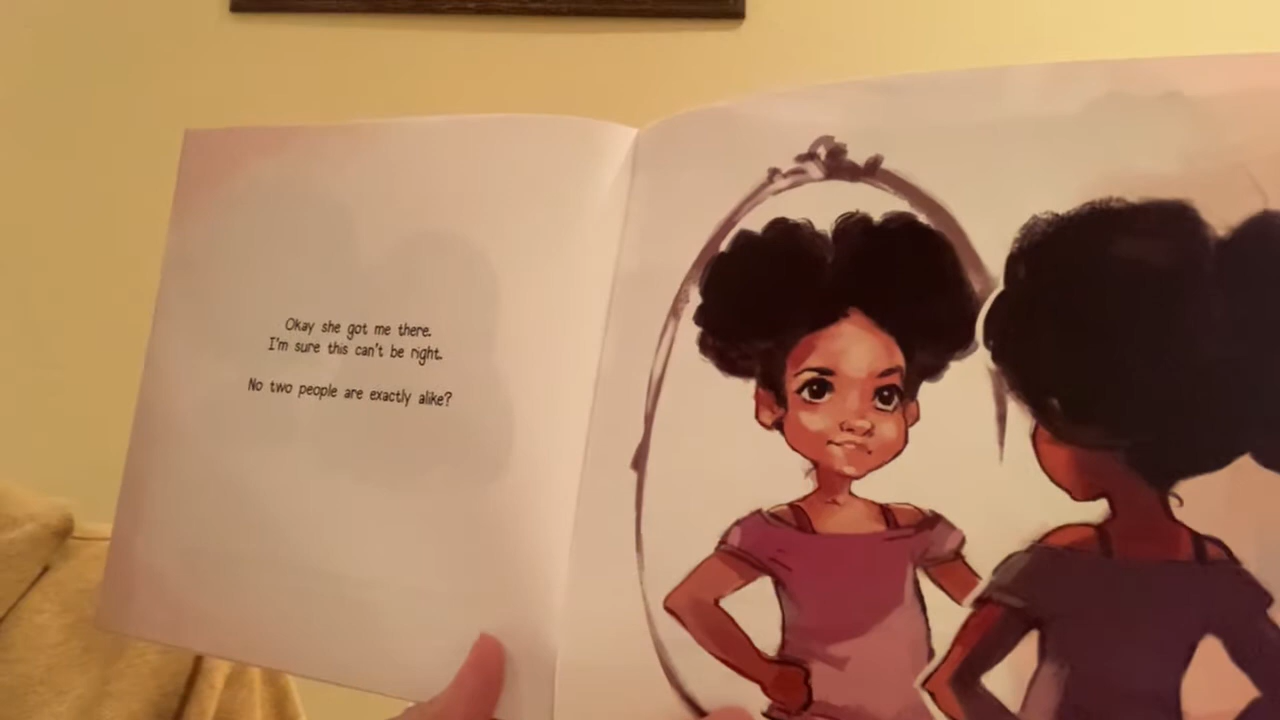 Okay she got me there.
I'm sure this can't be right.
No two people are exactly alike?